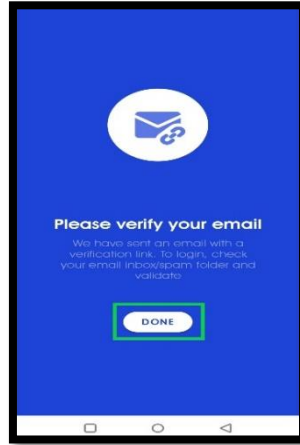 Please verify your email
We have sent an email with a
verification link. To login, check
your email inbox/spam folder and
validate
DONE